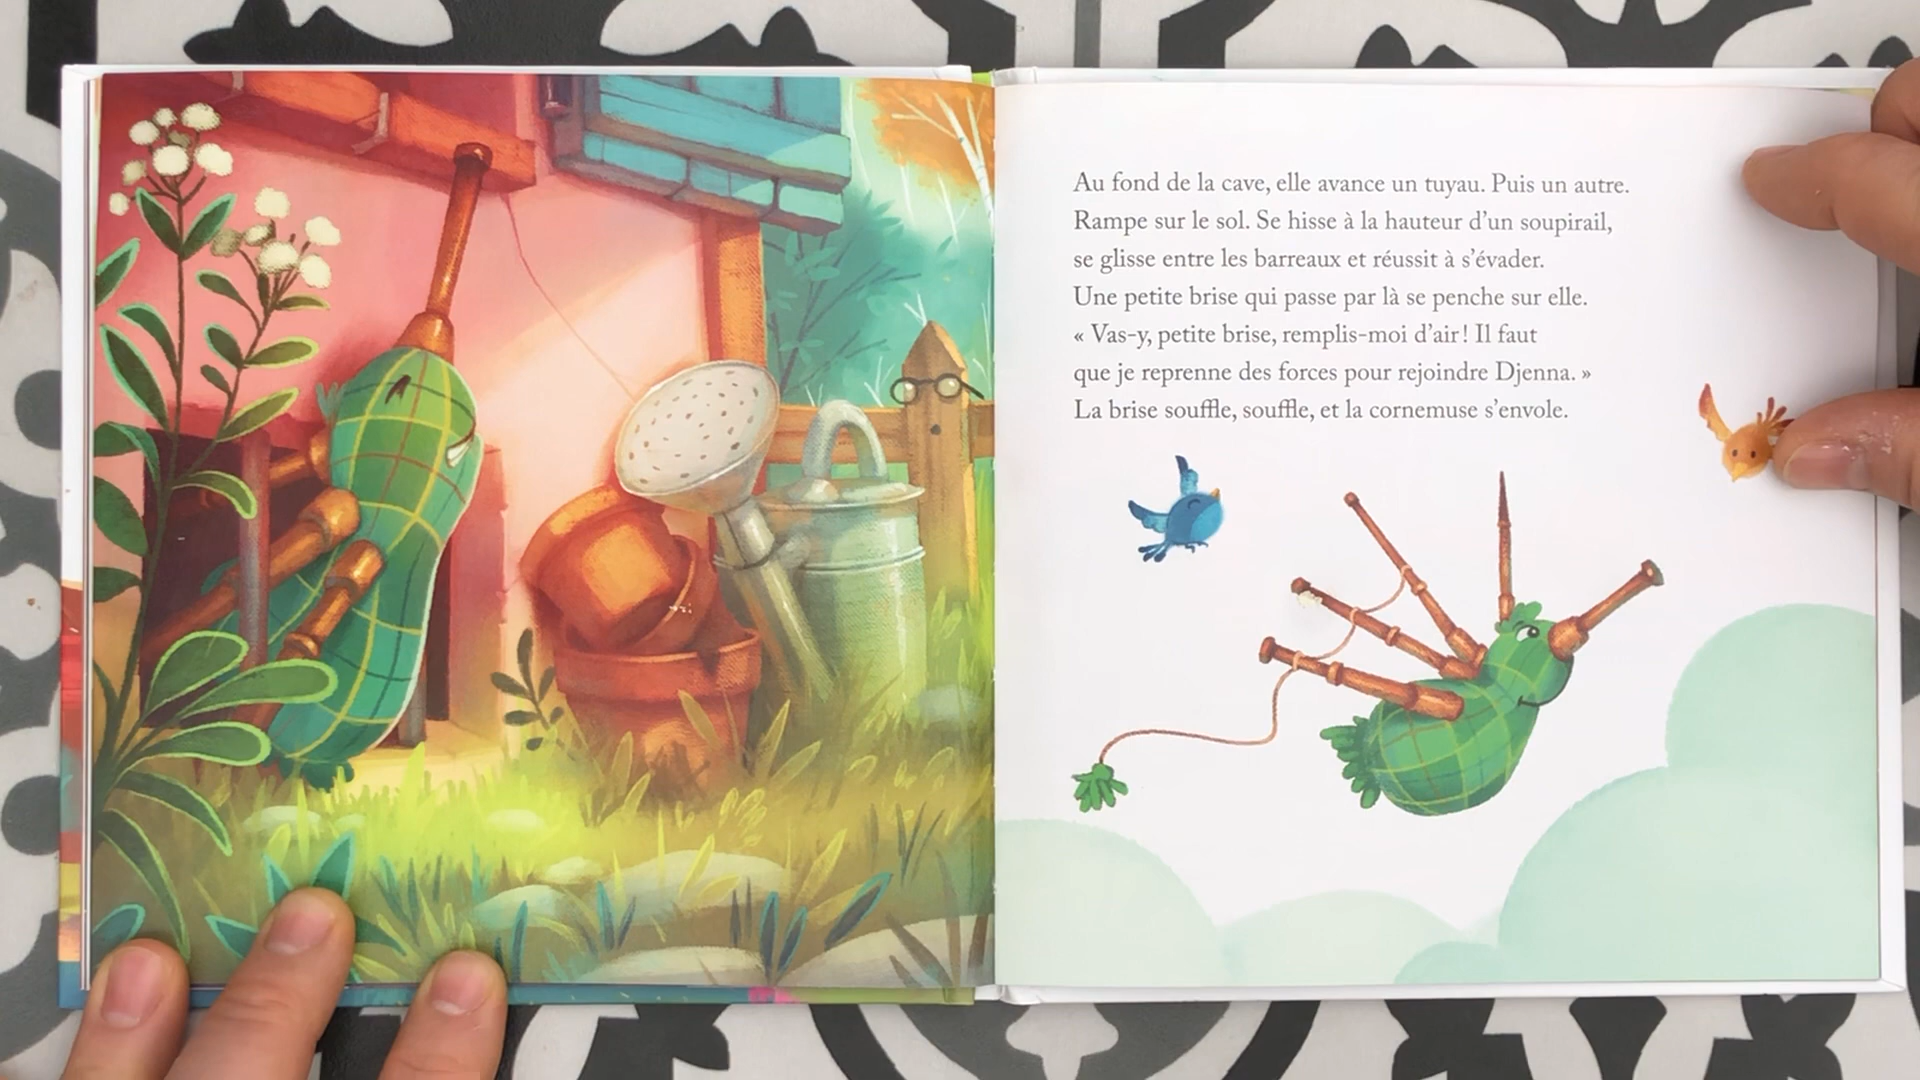 Au fond de la cave, elle avance un tuyau. Puis un autre.
Rampe sur le sol. Se hisse à la hauteur d’un soupirail,
se glisse entre les barreaux et réussit à s’évader.
Une petite brise qui passe par là se penche sur elle.
« Vas-y, petite brise, remplis-moi d’air ! Il faut
que je reprenne des forces pour rejoindre Djenna. »
La brise souffle, souffle, et la cornemuse s’envole.